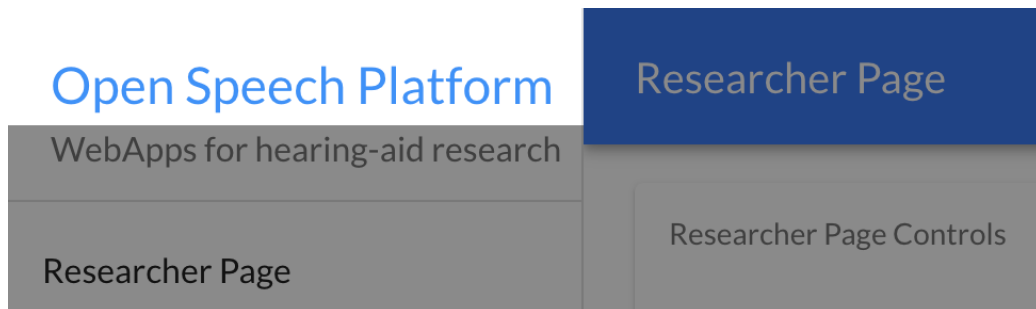 Open Speech Platform
WebApps for hearing-aid research
Researcher Page
Researcher Page
Researcher Page Controls